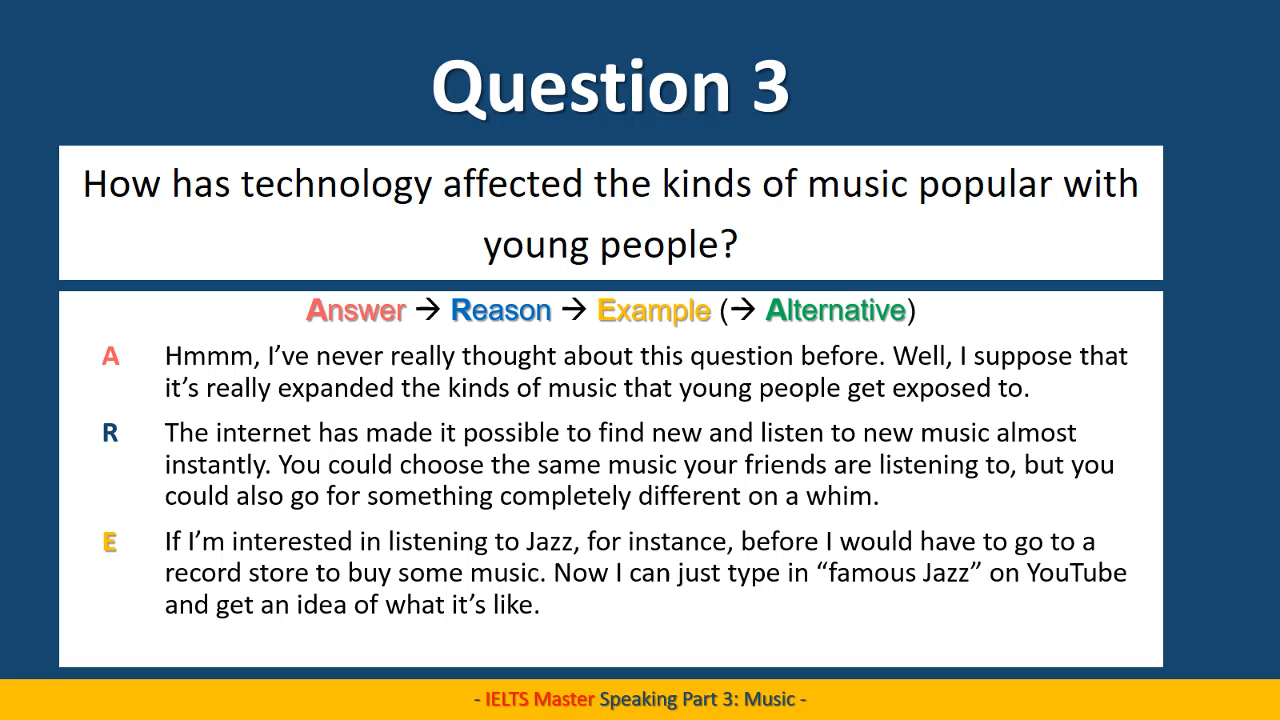 Question 3
How has technology affected the kinds of music popular with
young people?
Answer → Reason → Example (→ Alternative)
A Hmmm, I've never really thought about this question before. Well, I suppose that
it's really expanded the kinds of music that young people get exposed to.
R The internet has made it possible to find new and listen to new music almost
instantly. You could choose the same music your friends are listening to, but you
could also go for something completely different on a whim.
E If I'm interested in listening to Jazz, for instance, before I would have to go to a
record store to buy some music. Now I can just type in “famous Jazz” on YouTube
and get an idea of what it's like.
- IELTS Master Speaking Part 3: Music -